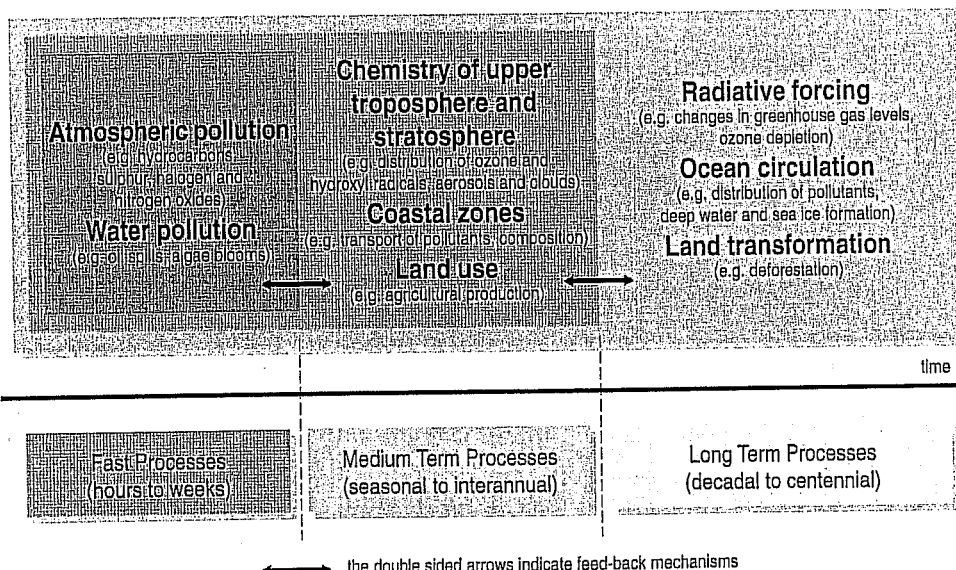 Atmospheric pollution
(e.g. hydrocarbons,
sulphur, halogen and
nitrogen oxides)
Water pollution
(e.g. oil spills, algae blooms)
Chemistry of upper
troposphere and
stratosphere
(e.g. distribution of ozone and
hydroxyl radicals, aerosols and clouds)
Coastal zones
(e.g. transport of pollutants, composition)
Land use
(e.g. agricultural production)
Radiative forcing
(e.g. changes in greenhouse gas levels,
ozone depletion)
Ocean circulation
(e.g. distribution of pollutants,
deep water and sea ice formation)
Land transformation
(e.g. deforestation)
time
Fast Processes
(hours to weeks)
Medium Term Processes
(seasonal to interannual)
Long Term Processes
(decadal to centennial)
the double sided arrows indicate feed-back mechanisms